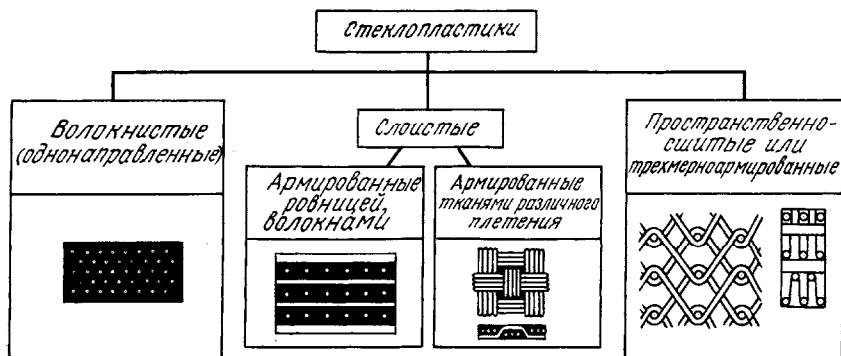 Стеклопластики
Волокнистые
(однонаправленные)
Слоистые
Армированные
ровницей,
волокнами
Армированные
тканями различного
плетения
Пространственно-
сшитые или
трехмерноармированные